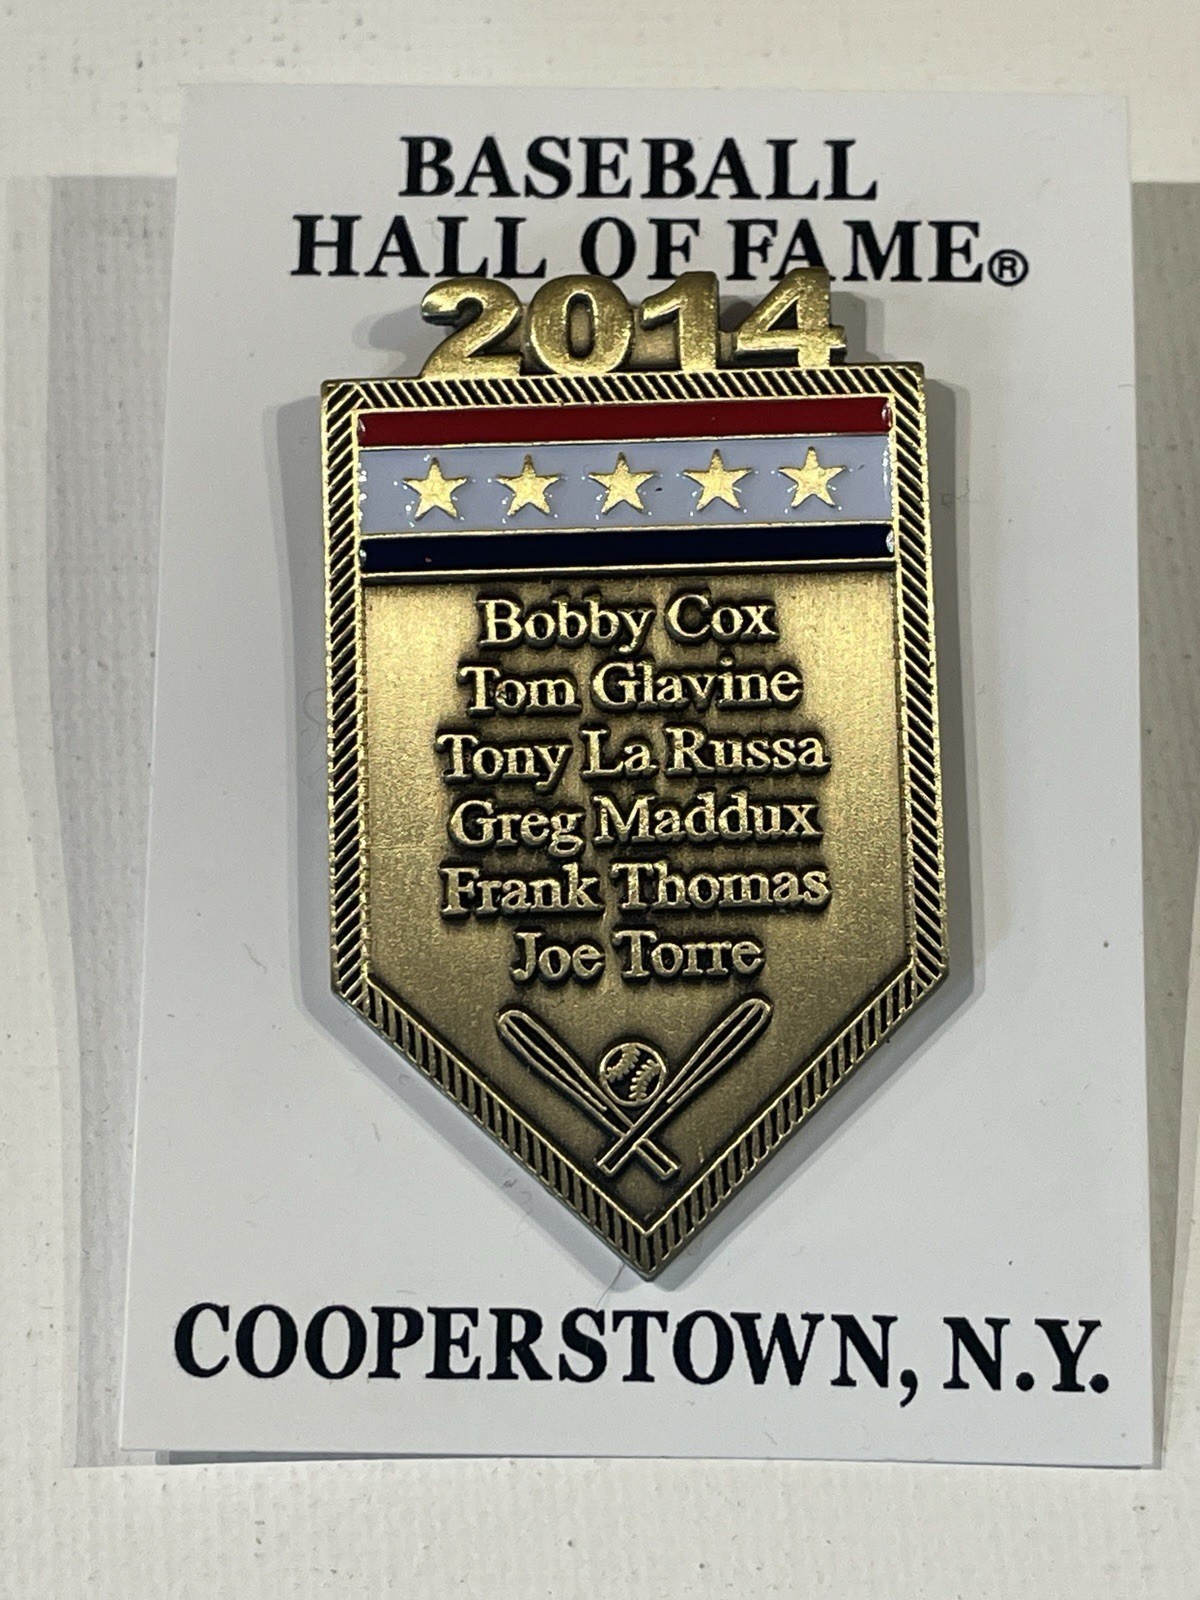 BASEBALL
HALL OF FAME®
2014
Bobby Cox
Tom Glavine
Tony La Russa
Greg Maddux
Frank Thomas
Joe Torre
COOPERSTOWN, N.Y.